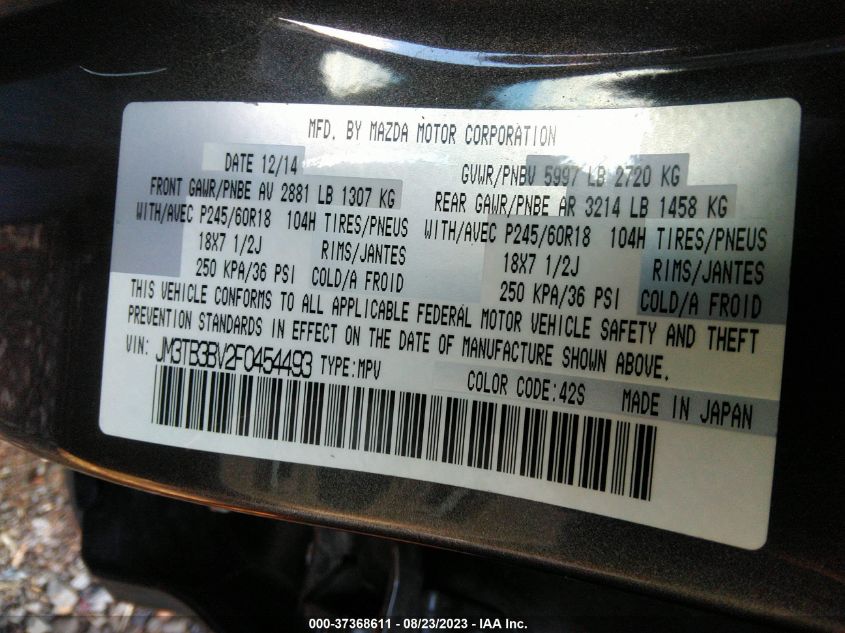 MFD. BY MAZDA MOTOR CORPORATION
DATE 12/14 GVWR/PNBV 5997 LB 2720 KG
FRONT GAWR/PNBE AV 2881 LB 1307 KG REAR GAWR/PNBE AR 3214 LB 1458 KG
WITH/AVEC P245/60R18 104H TIRES/PNEUS WITH/AVEC P245/60R18 104H TIRES/PNEUS
18X7 1/2J RIMS/JANTES 18X7 1/2J RIMS/JANTES
250 KPA/36 PSI COLD/A FROID 250 KPA/36 PSI COLD/A FROID
THIS VEHICLE CONFORMS TO ALL APPLICABLE FEDERAL MOTOR VEHICLE SAFETY AND THEFT
PREVENTION STANDARDS IN EFFECT ON THE DATE OF MANUFACTURE SHOWN ABOVE.
VIN: JM3TB3BV2F0454493 TYPE:MPV
COLOR CODE:42S MADE IN JAPAN
000-37368611 - 08/23/2023 - IAA Inc.